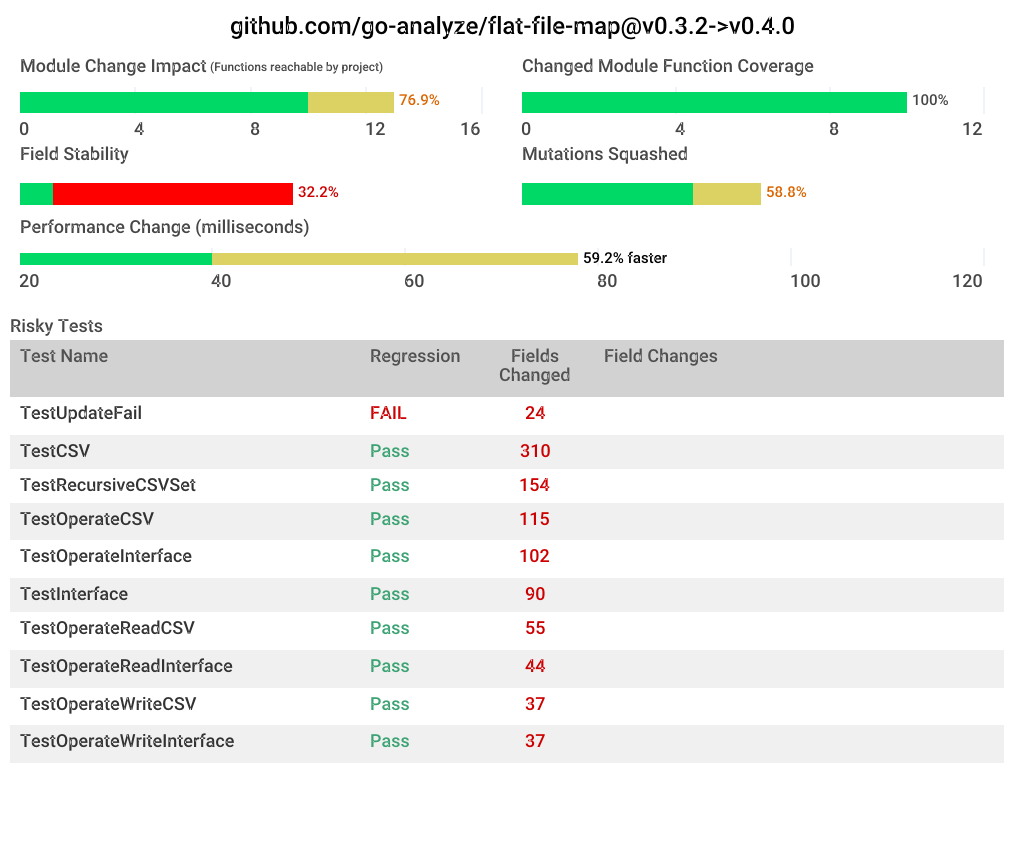 github.com/go-analyze/flat-file-map@v0.3.2->v0.4.0
Module Change Impact (Functions reachable by project)
76.9%
0 4 8 12 16
Changed Module Function Coverage
100%
0 4 8 12
Field Stability
32.2%
Mutations Squashed
58.8%
Performance Change (milliseconds)
59.2% faster
20 40 60 80 100 120
Risky Tests
Test Name Regression Fields Changed Field Changes
TestUpdateFail FAIL 24
TestCSV Pass 310
TestRecursiveCSVSet Pass 154
TestOperateCSV Pass 115
TestOperateInterface Pass 102
TestInterface Pass 90
TestOperateReadCSV Pass 55
TestOperateReadInterface Pass 44
TestOperateWriteCSV Pass 37
TestOperateWriteInterface Pass 37